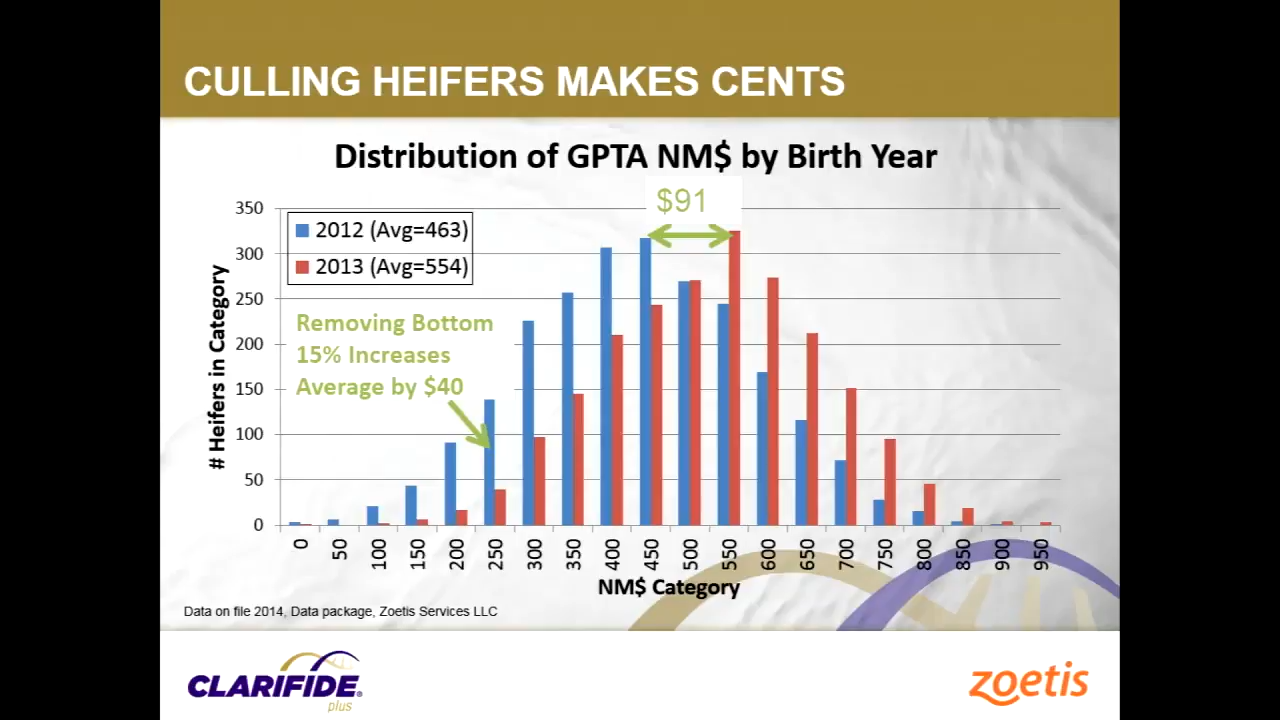 CULLING HEIFERS MAKES CENTS
Distribution of GPTA NM$ by Birth Year
$91
350
300
250
200
150
100
50
0
# Heifers in Category
2012 (Avg=463)
2013 (Avg=554)
Removing Bottom
15% Increases
Average by $40
0 50 100 150 200 250 300 350 400 450 500 550 600 650 700 750 800 850 900 950
NM$ Category
Data on file 2014, Data package, Zoetis Services LLC
CLARIFIDE®
plus
zoetis